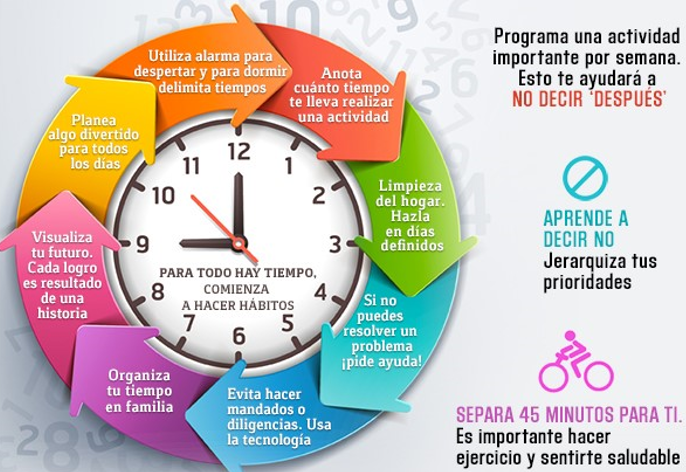 Utiliza alarma para
despertar y para dormir
delimita tiempos
Anota
cuánto tiempo
te lleva realizar
una actividad
Limpieza
del hogar.
Hazla
en días
definidos
Si no
puedes
resolver un
problema
¡pide ayuda!
Evita hacer
mandados o
diligencias. Usa
la tecnología
Organiza
tu tiempo
en familia
Visualiza
tu futuro.
Cada logro
es resultado
de una
historia
Planea
algo divertido
para todos
los días
12
1
2
3
4
5
6
7
8
9
10
11
PARA TODO HAY TIEMPO,
COMIENZA
A HACER HÁBITOS
Programa una actividad
importante por semana.
Esto te ayudará a
NO DECIR ‘DESPUÉS’
APRENDE A
DECIR NO
Jerarquiza tus
prioridades
SEPARA 45 MINUTOS PARA TI.
Es importante hacer
ejercicio y sentirte saludable